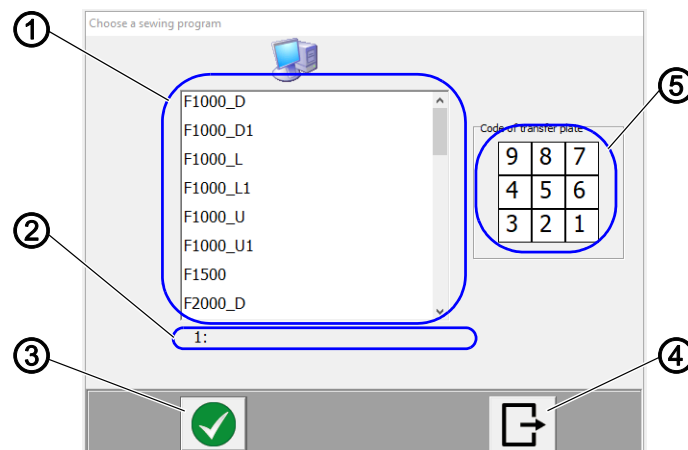 ① Choose a sewing program
⑤
F1000_D
F1000_D1
Code of transfer plate
F1000_L
9 8 7
F1000_L1
4 5 6
② F1000_U
3 2 1
F1000_U1
F1500
F2000_D
1:
③ ④